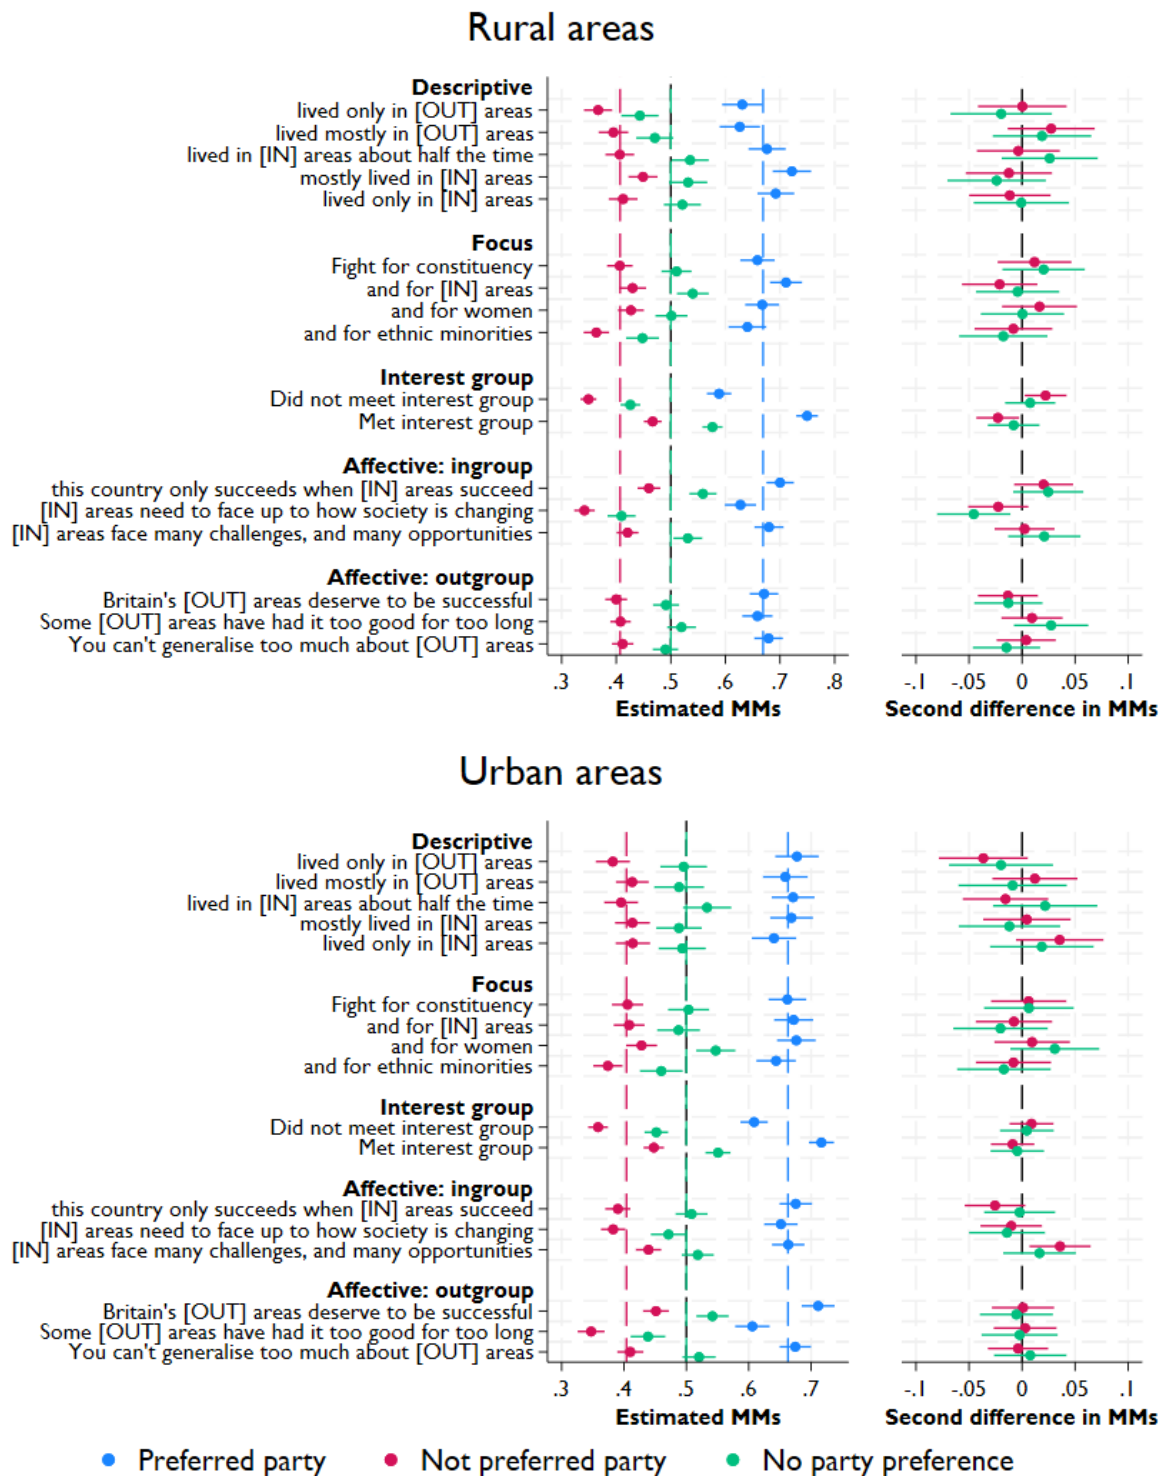 Rural areas
Descriptive
lived only in [OUT] areas
lived mostly in [OUT] areas
lived in [IN] areas about half the time
mostly lived in [IN] areas
lived only in [IN] areas
Focus
Fight for constituency
and for [IN] areas
and for women
and for ethnic minorities
Interest group
Did not meet interest group
Met interest group
Affective: ingroup
this country only succeeds when [IN] areas succeed
[IN] areas need to face up to how society is changing
[IN] areas face many challenges, and many opportunities
Affective: outgroup
Britain's [OUT] areas deserve to be successful
Some [OUT] areas have had it too good for too long
You can't generalise too much about [OUT] areas
.3 .4 .5 .6 .7 .8
Estimated MMs
-.1 -.05 0 .05 .1
Second difference in MMs
Urban areas
Descriptive
lived only in [OUT] areas
lived mostly in [OUT] areas
lived in [IN] areas about half the time
mostly lived in [IN] areas
lived only in [IN] areas
Focus
Fight for constituency
and for [IN] areas
and for women
and for ethnic minorities
Interest group
Did not meet interest group
Met interest group
Affective: ingroup
this country only succeeds when [IN] areas succeed
[IN] areas need to face up to how society is changing
[IN] areas face many challenges, and many opportunities
Affective: outgroup
Britain's [OUT] areas deserve to be successful
Some [OUT] areas have had it too good for too long
You can't generalise too much about [OUT] areas
.3 .4 .5 .6 .7
Estimated MMs
-.1 -.05 0 .05 .1
Second difference in MMs
Preferred party Not preferred party No party preference